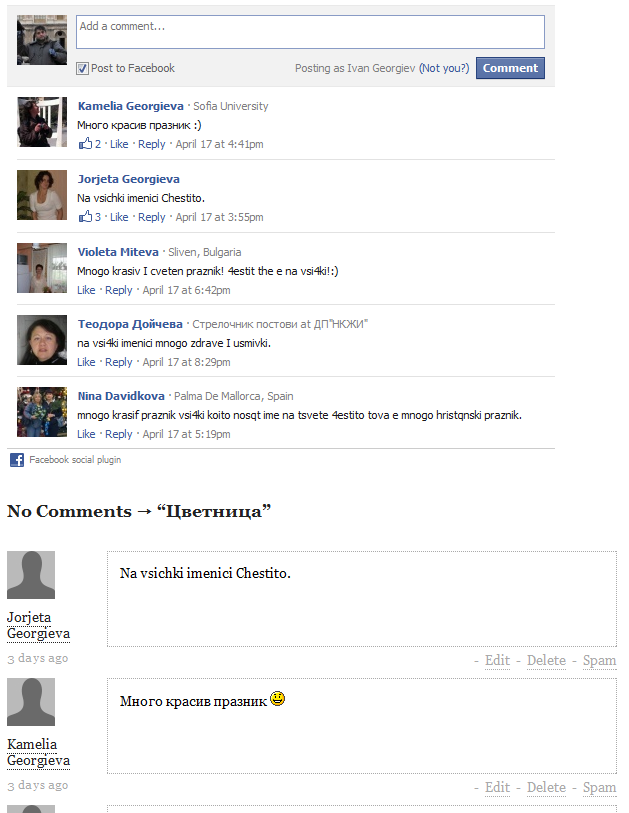 Add a comment...
Post to Facebook
Posting as Ivan Georgiev (Not you?) Comment
Kamelia Georgieva · Sofia University
Много красив празник :)
2 · Like · Reply · April 17 at 4:41pm
Jorjeta Georgieva
Na vsichki imenici Chestito.
3 · Like · Reply · April 17 at 3:55pm
Violeta Miteva · Sliven, Bulgaria
Mnogo krasiv I cveten praznik! 4estit the e na vsi4ki!:)
Like · Reply · April 17 at 6:42pm
Теодора Дойчева · Стрелочник постови at ДП"НКЖИ"
na vsi4ki imenici mnogo zdrave I usmivki.
Like · Reply · April 17 at 8:29pm
Nina Davidkova · Palma De Mallorca, Spain
mnogo krasif praznik vsi4ki koito nosqt ime na tsvete 4estito tova e mnogo hristqnski praznik.
Like · Reply · April 17 at 5:19pm
Facebook social plugin
No Comments → “Цветница”
Na vsichki imenici Chestito.
Jorjeta
Georgieva
3 days ago
- Edit - Delete - Spam
Много красив празник
Kamelia
Georgieva
3 days ago
- Edit - Delete - Spam